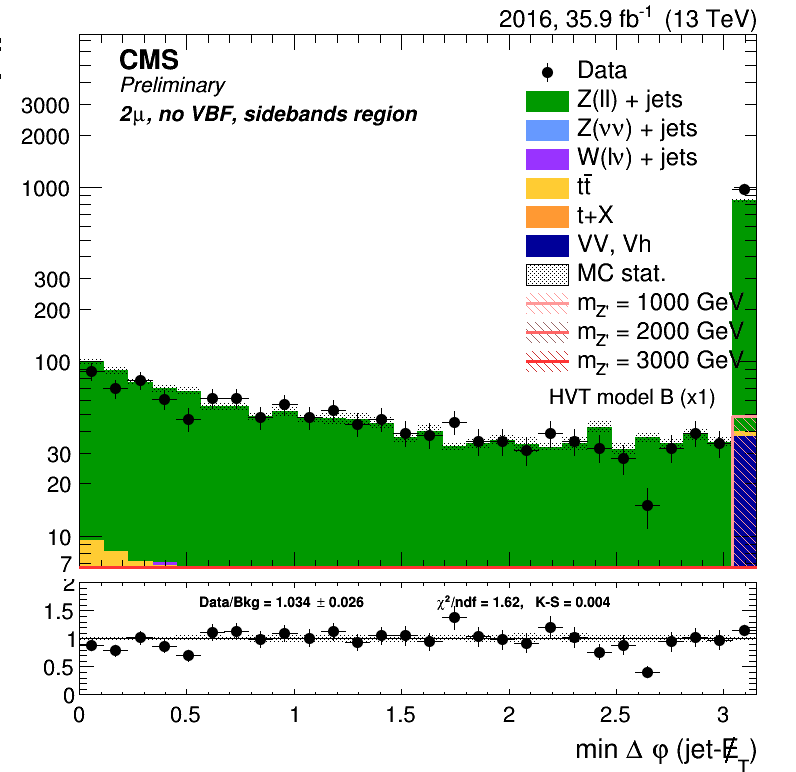 2016, 35.9 fb⁻¹ (13 TeV)
CMS
Preliminary
2μ, no VBF, sidebands region
Data
Z(ll) + jets
Z(νν) + jets
W(lν) + jets
tt̄
t+X
VV, Vh
MC stat.
m_Z' = 1000 GeV
m_Z' = 2000 GeV
m_Z' = 3000 GeV
HVT model B (x1)
3000
2000
1000
300
200
100
30
20
10
7
Data/Bkg = 1.034 ± 0.026
χ²/ndf = 1.62, K-S = 0.004
2
1.5
1
0.5
0
0 0.5 1 1.5 2 2.5 3
min Δ φ (jet-E̸_T)